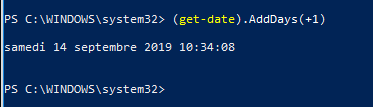 PS C:\WINDOWS\system32> (get-date).AddDays(+1)
samedi 14 septembre 2019 10:34:08
PS C:\WINDOWS\system32>